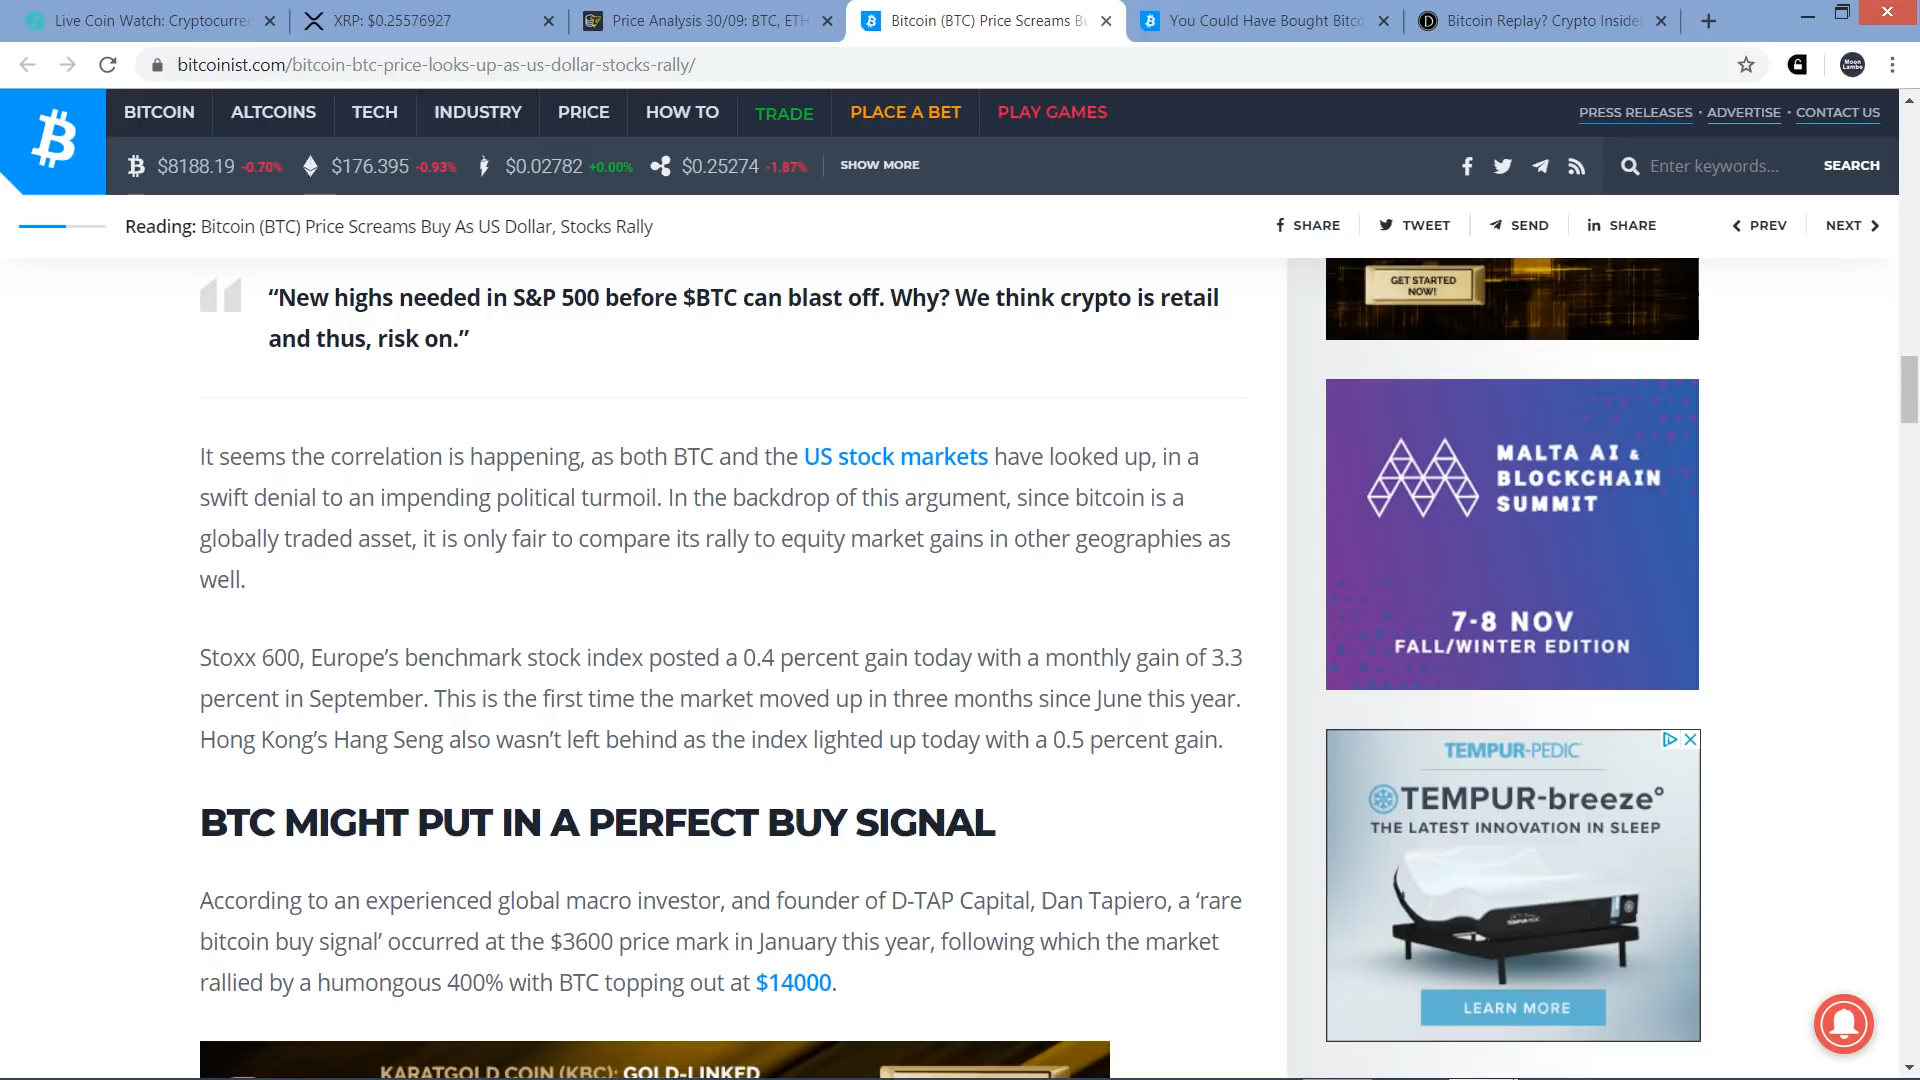 Live Coin Watch: Cryptocurren
XRP: $0.25576927
Price Analysis 30/09: BTC, ETH
Bitcoin (BTC) Price Screams B
You Could Have Bought Bitco
Bitcoin Replay? Crypto Inside
bitcoinist.com/bitcoin-btc-price-looks-up-as-us-dollar-stocks-rally/
BITCOIN ALTCOINS TECH INDUSTRY PRICE HOW TO TRADE PLACE A BET PLAY GAMES
PRESS RELEASES · ADVERTISE · CONTACT US
$8188.19 -0.70% $176.395 -0.93% $0.02782 +0.00% $0.25274 -1.87% SHOW MORE
Enter keywords... SEARCH
Reading: Bitcoin (BTC) Price Screams Buy As US Dollar, Stocks Rally
SHARE TWEET SEND SHARE PREV NEXT
“New highs needed in S&P 500 before $BTC can blast off. Why? We think crypto is retail
and thus, risk on.”
It seems the correlation is happening, as both BTC and the US stock markets have looked up, in a
swift denial to an impending political turmoil. In the backdrop of this argument, since bitcoin is a
globally traded asset, it is only fair to compare its rally to equity market gains in other geographies as
well.
Stoxx 600, Europe’s benchmark stock index posted a 0.4 percent gain today with a monthly gain of 3.3
percent in September. This is the first time the market moved up in three months since June this year.
Hong Kong’s Hang Seng also wasn’t left behind as the index lighted up today with a 0.5 percent gain.
BTC MIGHT PUT IN A PERFECT BUY SIGNAL
According to an experienced global macro investor, and founder of D-TAP Capital, Dan Tapiero, a ‘rare
bitcoin buy signal’ occurred at the $3600 price mark in January this year, following which the market
rallied by a humongous 400% with BTC topping out at $14000.
KARATGOLD COIN (KBC): GOLD-LINKED
GET STARTED
NOW!
MALTA AI &
BLOCKCHAIN
SUMMIT
7-8 NOV
FALL/WINTER EDITION
TEMPUR-PEDIC
TEMPUR-breeze°
THE LATEST INNOVATION IN SLEEP
LEARN MORE